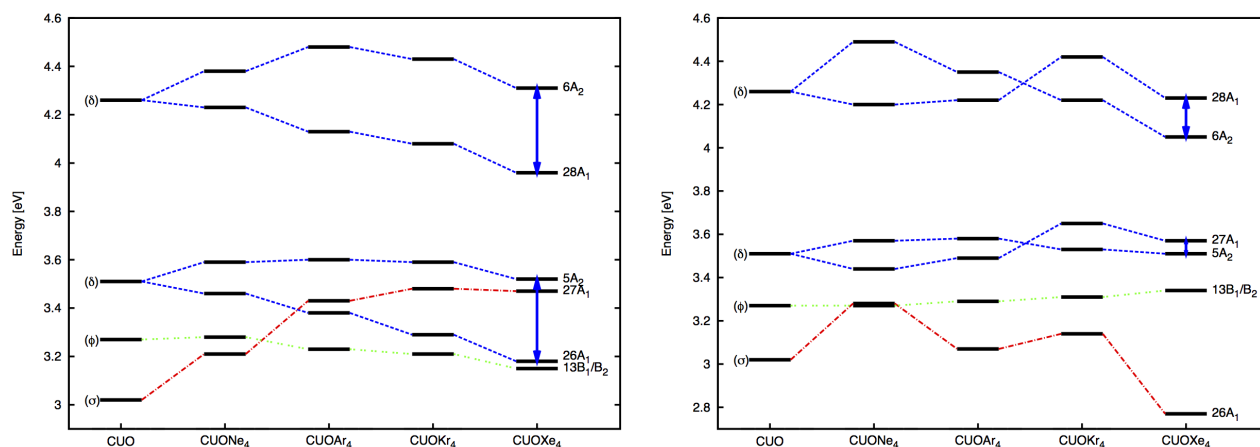 4.6
4.4
4.2
4
3.8
3.6
3.4
3.2
3
Energy [eV]
(δ)
(δ)
(ϕ)
(σ)
6A2
28A1
5A2
27A1
26A1
13B1/B2
CUO CUONe4 CUOAr4 CUOKr4 CUOXe4
4.6
4.4
4.2
4
3.8
3.6
3.4
3.2
3
2.8
Energy [eV]
(δ)
(δ)
(ϕ)
(σ)
28A1
6A2
27A1
5A2
13B1/B2
26A1
CUO CUONe4 CUOAr4 CUOKr4 CUOXe4